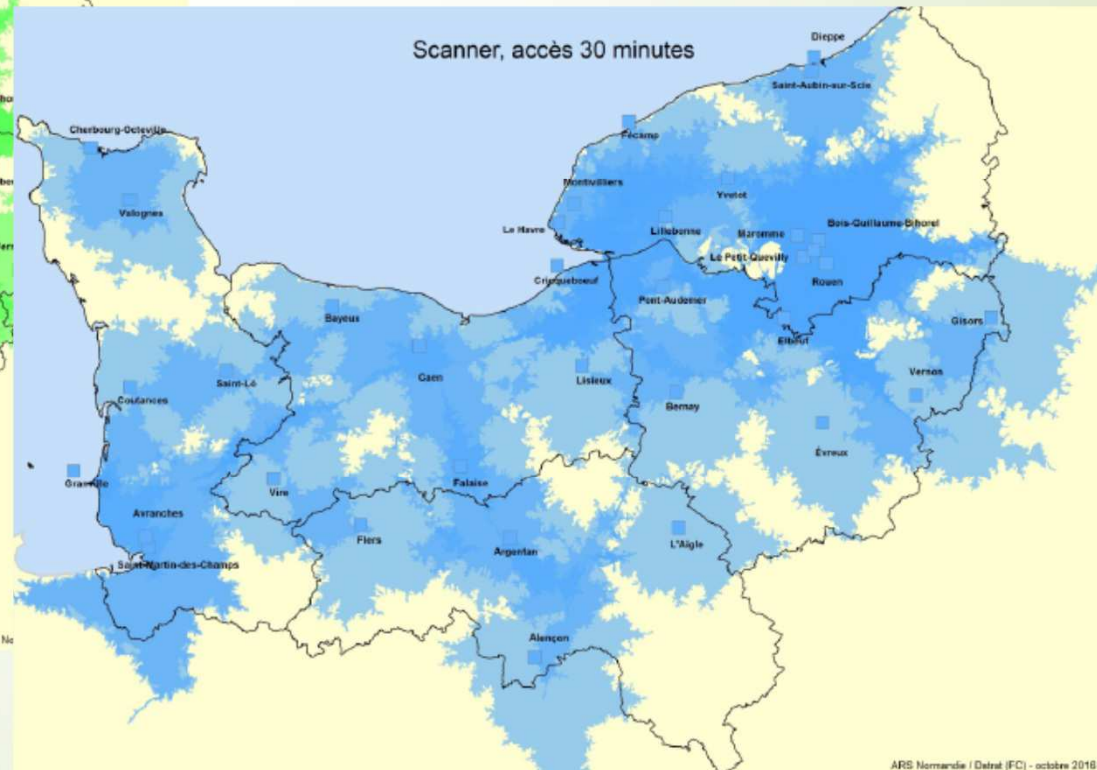 Scanner, accès 30 minutes
Dieppe
Saint-Aubin-sur-Scie
Cherbourg-Octeville
Fécamp
Montivilliers
Yvetot
Valognes
Bois-Guillaume-Bihorel
Le Havre
Lillebonne
Maromme
Le Petit-Quevilly
Cricqueboeuf
Rouen
Pont-Audemer
Bayeux
Gisors
Elbeuf
Caen
Lisieux
Vernon
Saint-Lô
Coutances
Bernay
Évreux
Granville
Vire
Falaise
Avranches
Flers
Argentan
L'Aigle
Saint-Martin-des-Champs
Alençon
ARS Normandie / Detrat (FC) - octobre 2016